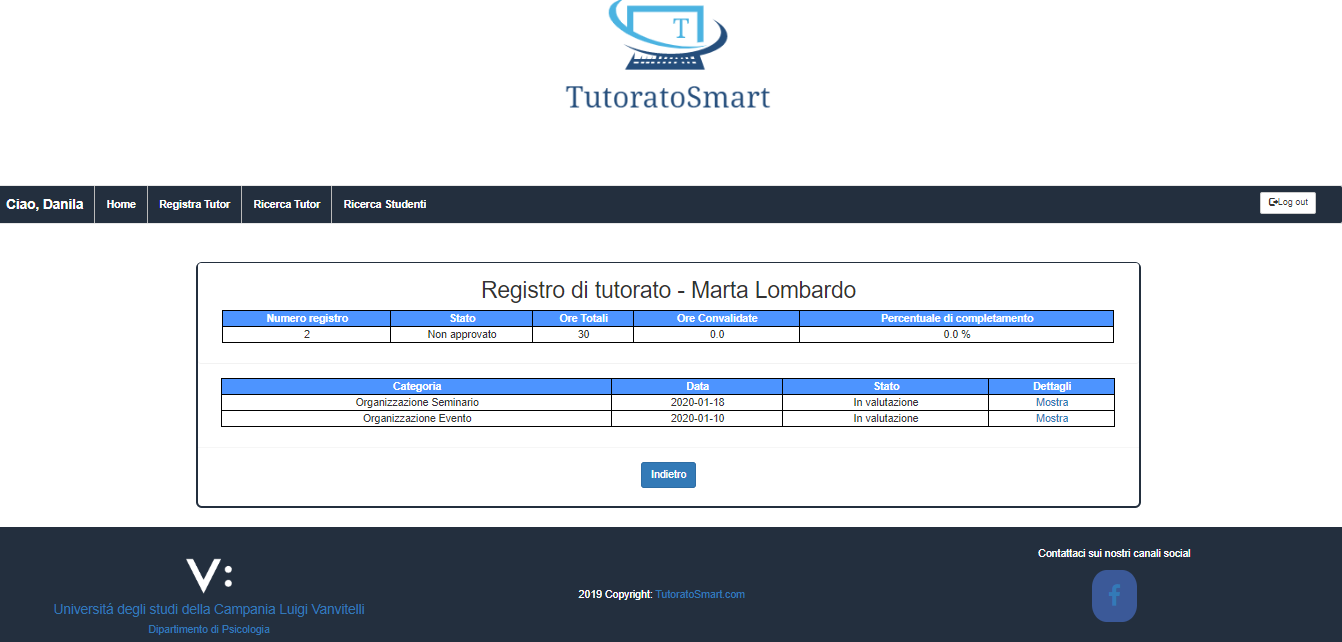 T
TutoratoSmart
Ciao, Danila Home Registra Tutor Ricerca Tutor Ricerca Studenti Log out
Registro di tutorato - Marta Lombardo
Numero registro Stato Ore Totali Ore Convalidate Percentuale di completamento
2 Non approvato 30 0.0 0.0 %
Categoria Data Stato Dettagli
Organizzazione Seminario 2020-01-18 In valutazione Mostra
Organizzazione Evento 2020-01-10 In valutazione Mostra
Indietro
V:
Universitá degli studi della Campania Luigi Vanvitelli
Dipartimento di Psicologia
2019 Copyright: TutoratoSmart.com
Contattaci sui nostri canali social
f